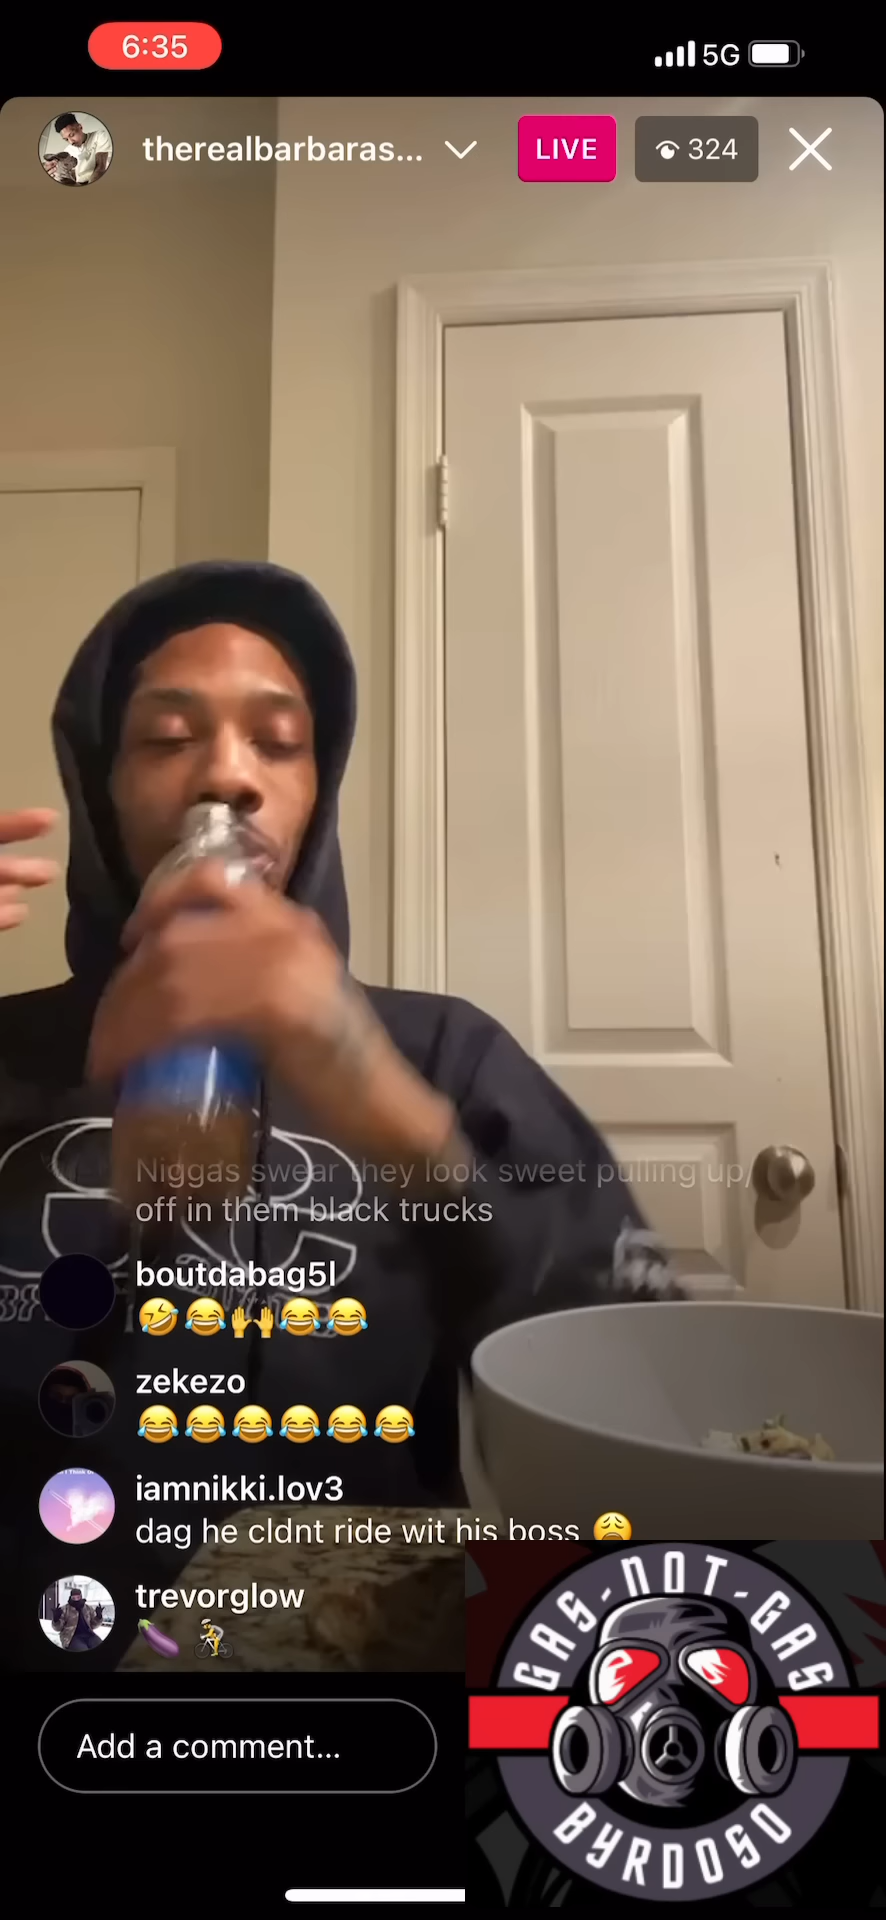 6:35
5G
therealbarbaras...
LIVE
324
Niggas swear they look sweet pulling up/
off in them black trucks
boutdabag5l
🤣😂🙌😂😂
zekezo
😂😂😂😂😂😂
iamnikki.lov3
dag he cldnt ride wit his boss 😩
trevorglow
🍆 🚴
Add a comment...
GAS-NOT-GAS
BYRDOSO